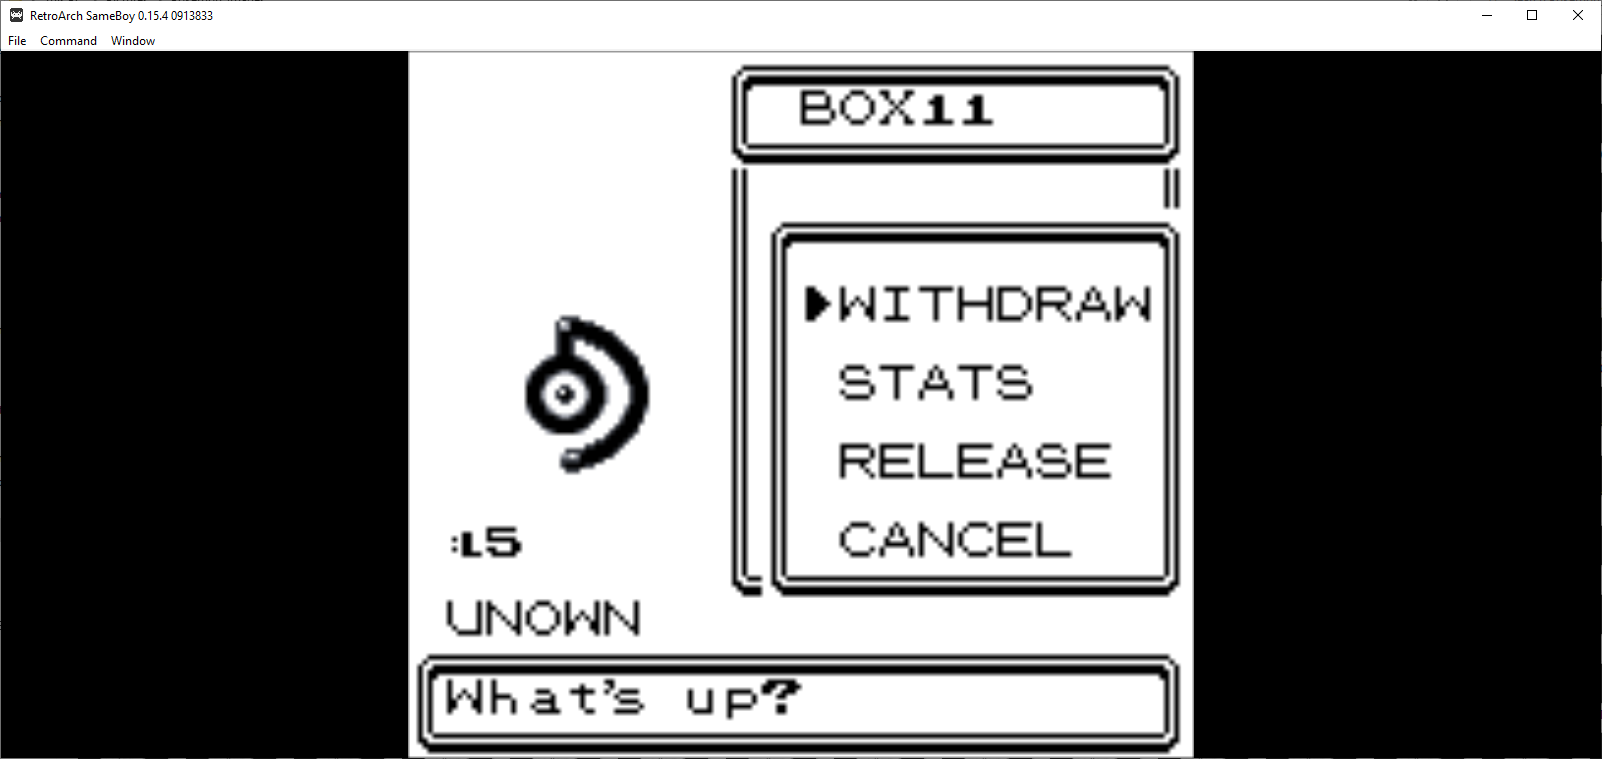 RetroArch SameBoy 0.15.4 0913833
File Command Window
BOX11
WITHDRAW
STATS
RELEASE
CANCEL
:L5
UNOWN
What's up?